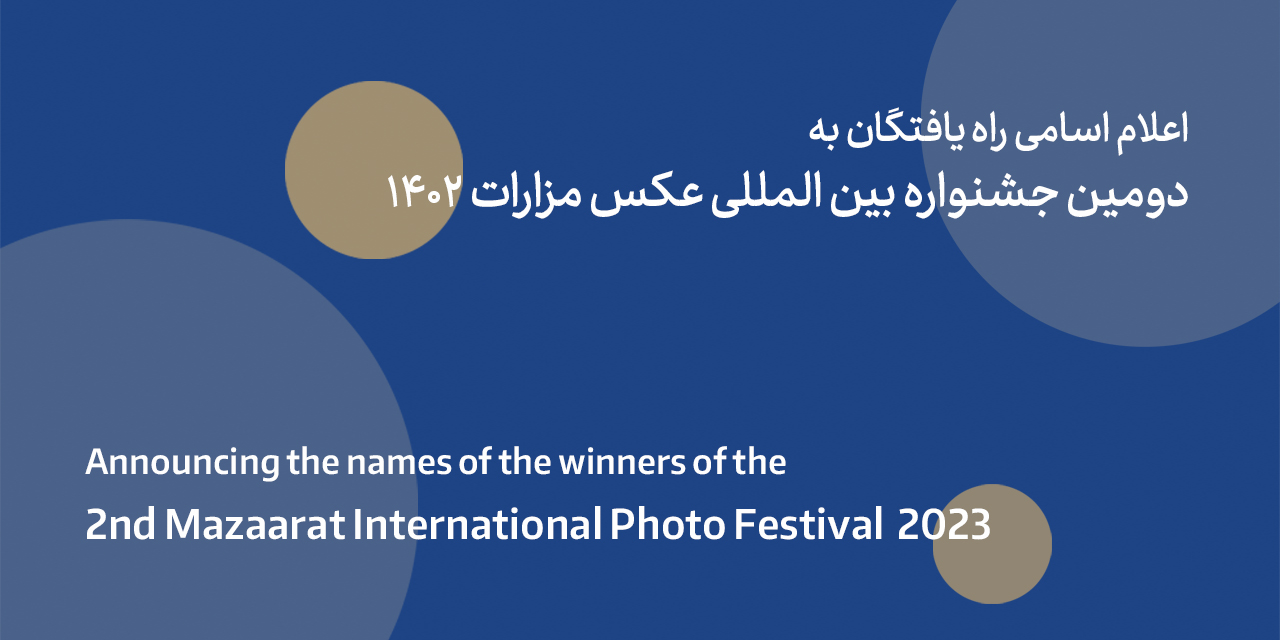 اعلام اسامی راه یافتگان به
دومین جشنواره بین المللی عکس مزارات ۱۴۰۲
Announcing the names of the winners of the
2nd Mazaarat International Photo Festival 2023